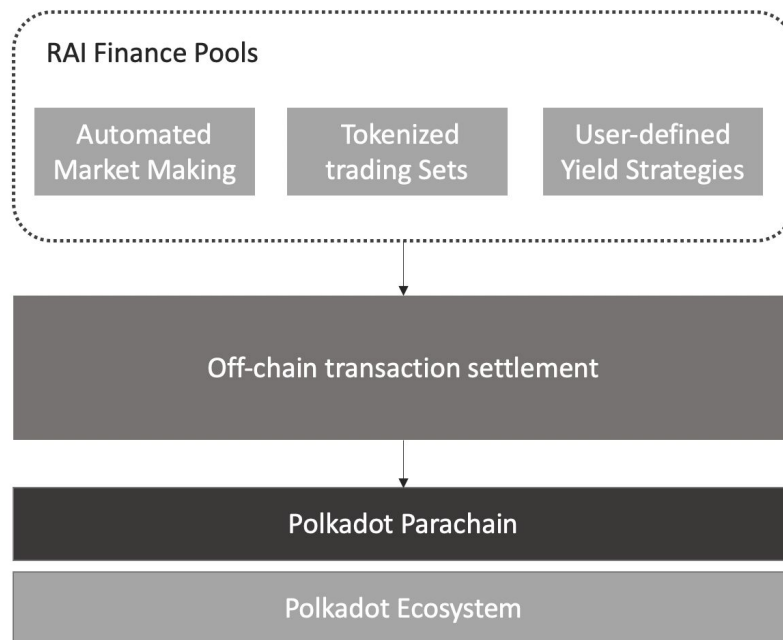 RAI Finance Pools
Automated
Market Making
Tokenized
trading Sets
User-defined
Yield Strategies
Off-chain transaction settlement
Polkadot Parachain
Polkadot Ecosystem